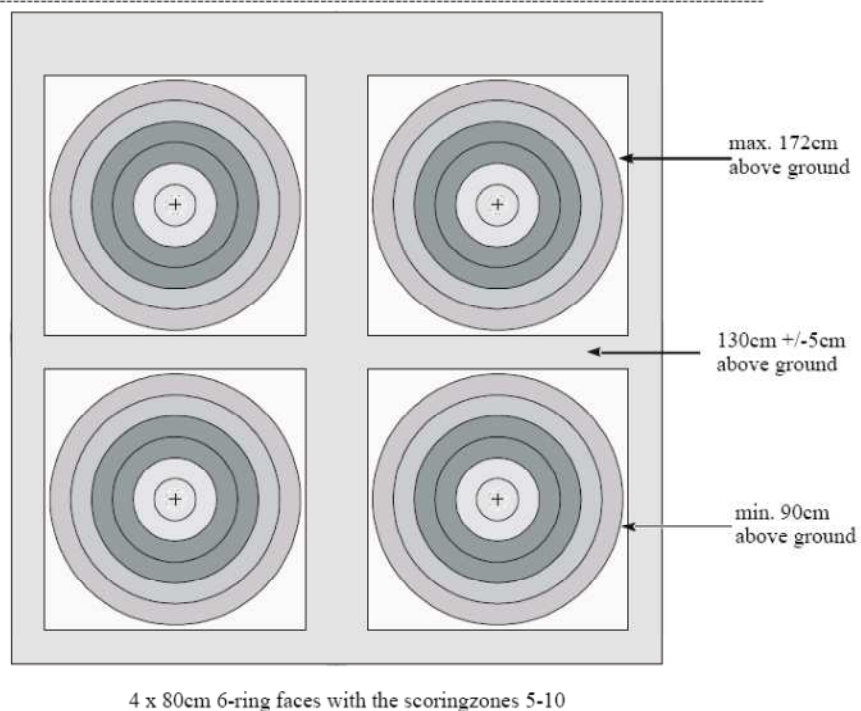 max. 172cm
above ground
130cm +/-5cm
above ground
min. 90cm
above ground
4 x 80cm 6-ring faces with the scoringzones 5-10